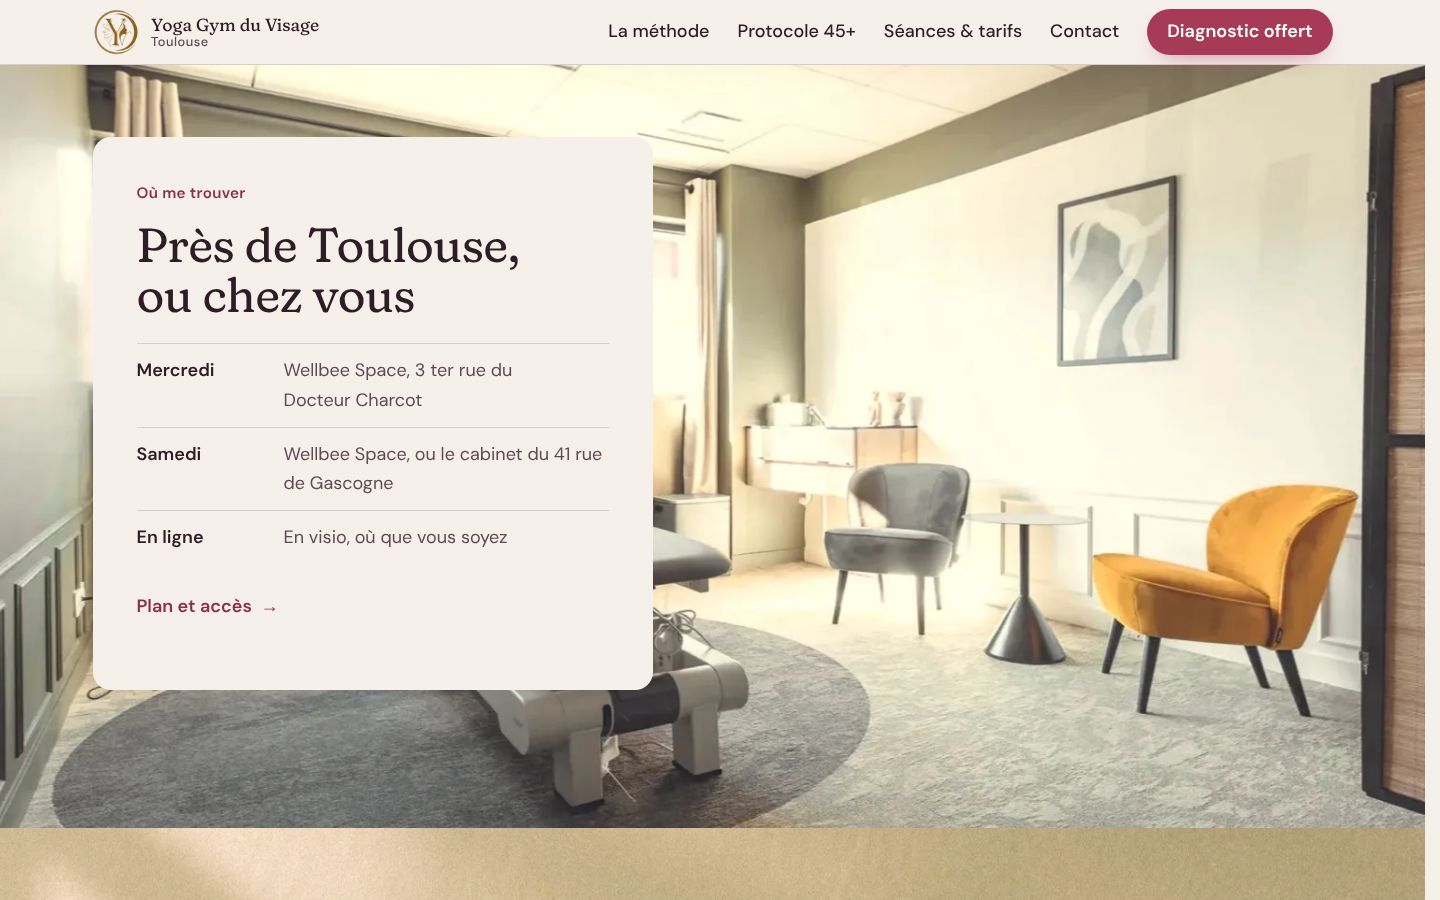 Yoga Gym du Visage
Toulouse
La méthode
Protocole 45+
Séances & tarifs
Contact
Diagnostic offert
Où me trouver
Près de Toulouse,
ou chez vous
Mercredi
Wellbee Space, 3 ter rue du
Docteur Charcot
Samedi
Wellbee Space, ou le cabinet du 41 rue
de Gascogne
En ligne
En visio, où que vous soyez
Plan et accès →